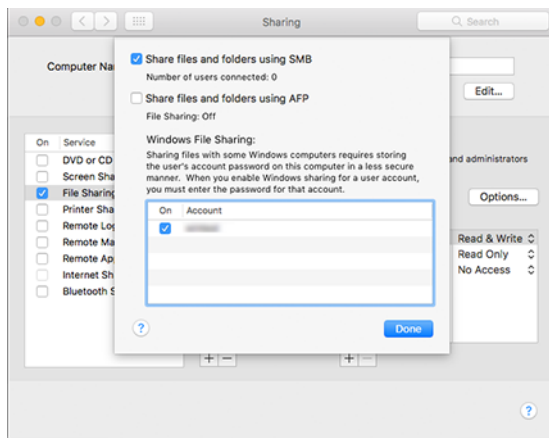 Sharing
Search
Computer Na
Edit...
Share files and folders using SMB
Number of users connected: 0
Share files and folders using AFP
File Sharing: Off
Windows File Sharing:
Sharing files with some Windows computers requires storing
the user's account password on this computer in a less secure
manner. When you enable Windows sharing for a user account,
you must enter the password for that account.
On Account
Done
?
On Service
DVD or CD
Screen Sha
File Sharing
Printer Sha
Remote Log
Remote Ma
Remote Ap
Internet Sh
Bluetooth S
and administrators
Options...
Read & Write
Read Only
No Access
+ −
+ −
?